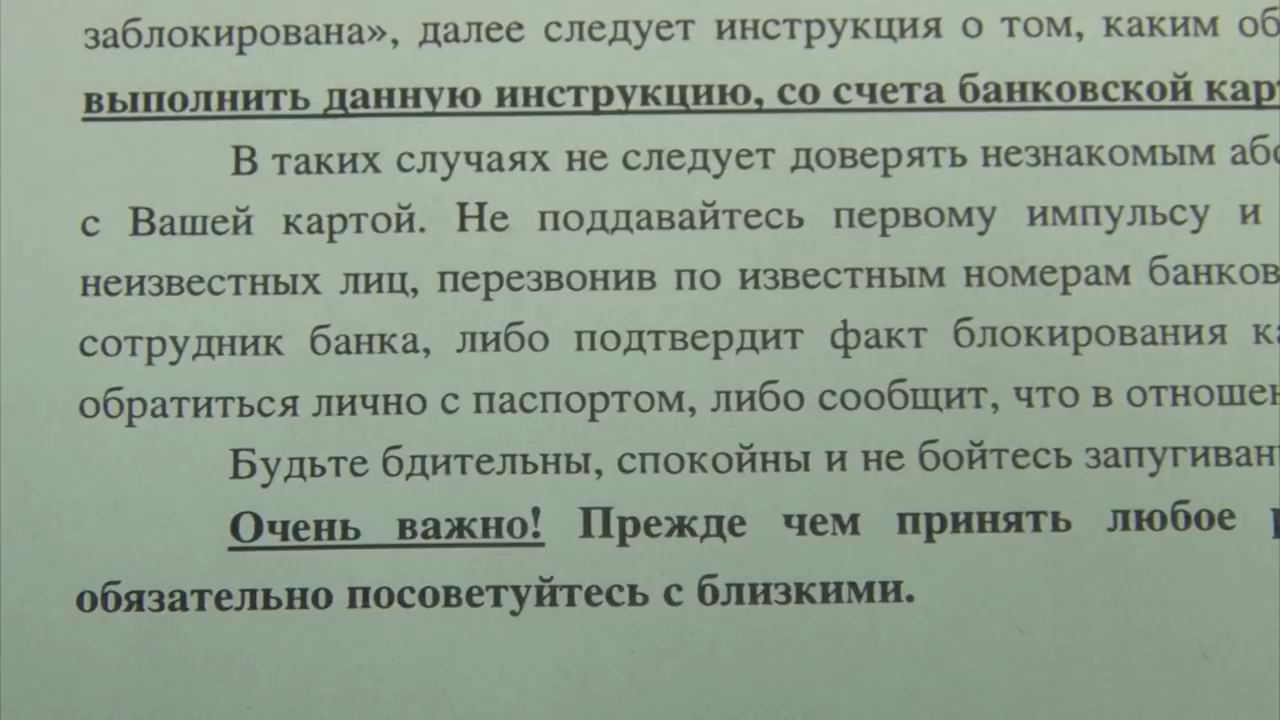 заблокирована», далее следует инструкция о том, каким об
выполнить данную инструкцию, со счета банковской кар
В таких случаях не следует доверять незнакомым або
с Вашей картой. Не поддавайтесь первому импульсу и
неизвестных лиц, перезвонив по известным номерам банков
сотрудник банка, либо подтвердит факт блокирования ка
обратиться лично с паспортом, либо сообщит, что в отношен
Будьте бдительны, спокойны и не бойтесь запугиван
Очень важно! Прежде чем принять любое р
обязательно посоветуйтесь с близкими.